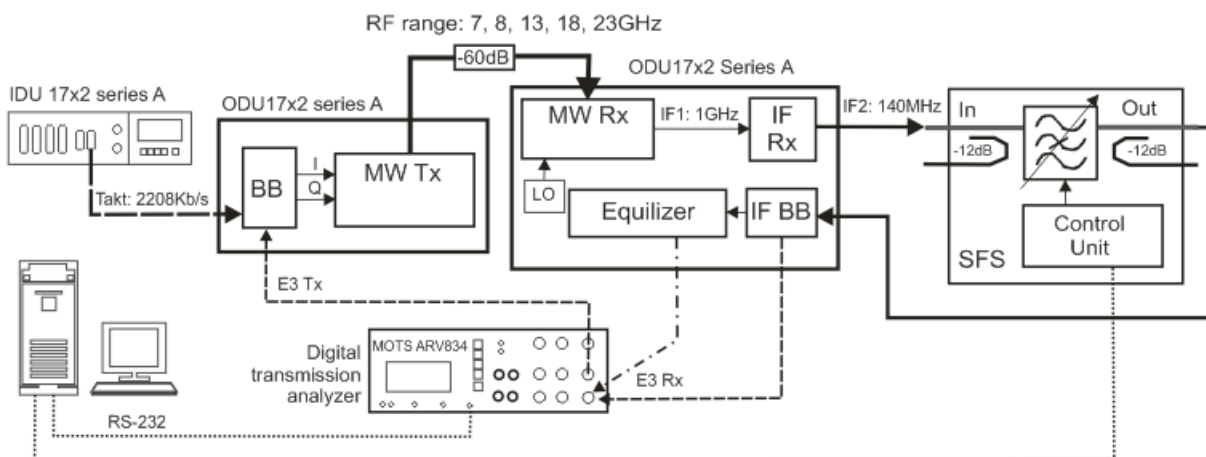 RF range: 7, 8, 13, 18, 23GHz
-60dB
IDU 17x2 series A
ODU17x2 series A
ODU17x2 Series A
BB
I
Q
MW Tx
MW Rx
IF1: 1GHz
IF
Rx
IF2: 140MHz
In
Out
-12dB
-12dB
LO
Equilizer
IF BB
Control
Unit
SFS
Takt: 2208Kb/s
E3 Tx
Digital
transmission
analyzer
MOTS ARV834
E3 Rx
RS-232